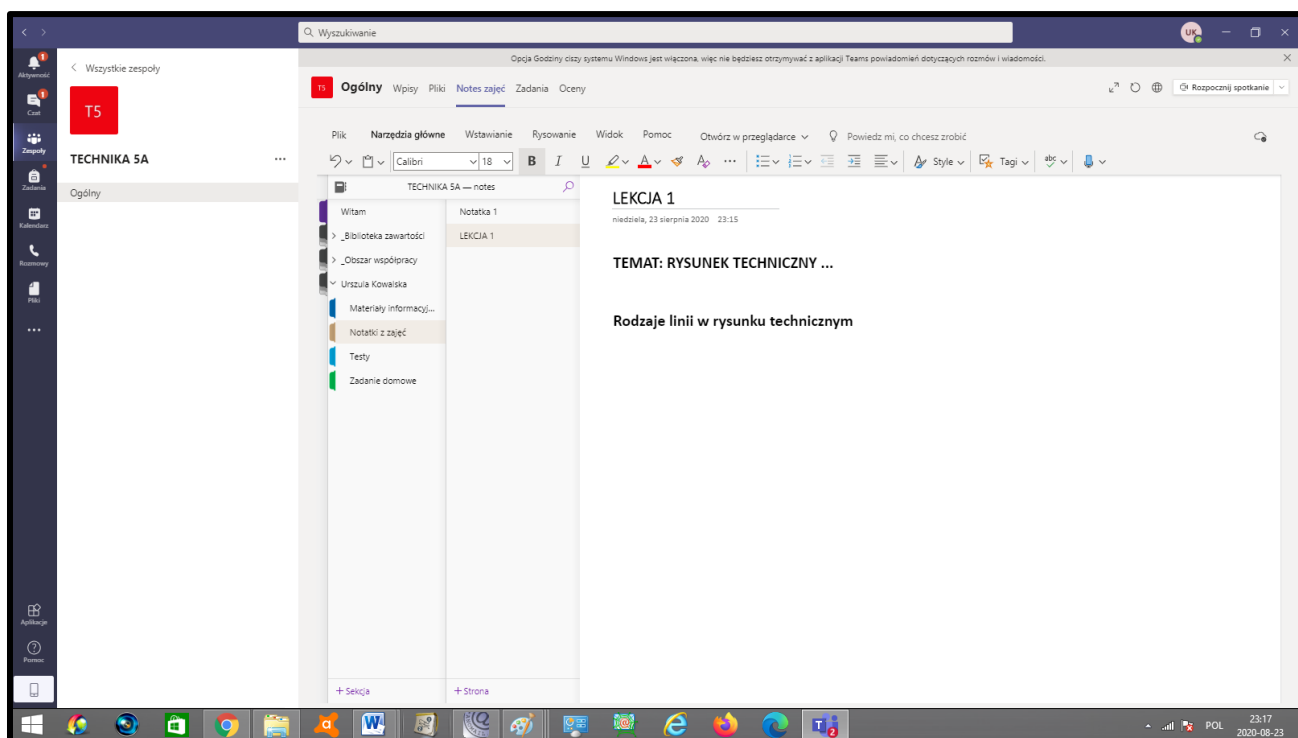 Wyszukiwanie
UK
1
Aktywność
Wszystkie zespoły
Opcja Godziny ciszy systemu Windows jest włączona, więc nie będziesz otrzymywać z aplikacji Teams powiadomień dotyczących rozmów i wiadomości.
1
Czat
T5
T5 Ogólny Wpisy Pliki Notes zajęć Zadania Oceny
Rozpocznij spotkanie
Zespoły
TECHNIKA 5A ...
Plik Narzędzia główne Wstawianie Rysowanie Widok Pomoc Otwórz w przeglądarce Powiedz mi, co chcesz zrobić
Calibri 18 B I U A A ... Style Tagi abc
Zadania
Ogólny
TECHNIKA 5A — notes
Kalendarz
Witam
_Biblioteka zawartości
_Obszar współpracy
Urszula Kowalska
Materiały informacyj...
Notatki z zajęć
Testy
Zadanie domowe
Notatka 1
LEKCJA 1
LEKCJA 1
niedziela, 23 sierpnia 2020 23:15
TEMAT: RYSUNEK TECHNICZNY ...
Rodzaje linii w rysunku technicznym
Rozmowy
Pliki
Aplikacje
Pomoc
+ Sekcja
+ Strona
W
T
2
POL
23:17
2020-08-23